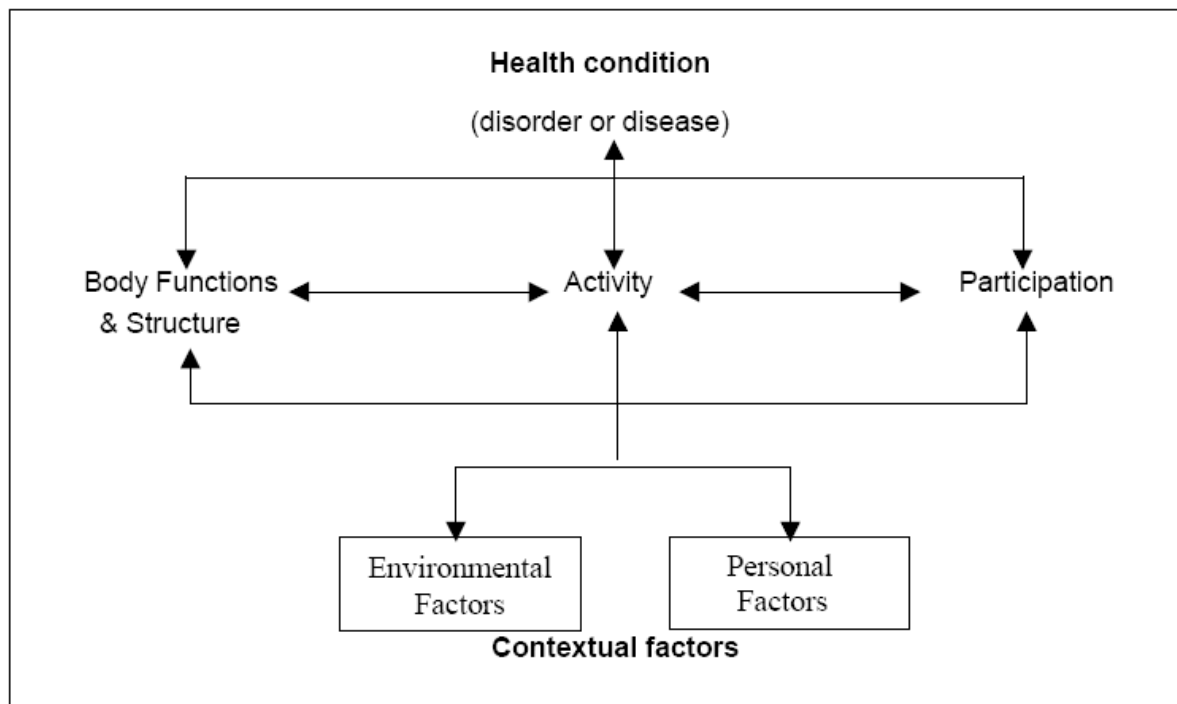 Health condition
(disorder or disease)
Body Functions
& Structure
Activity
Participation
Environmental
Factors
Personal
Factors
Contextual factors